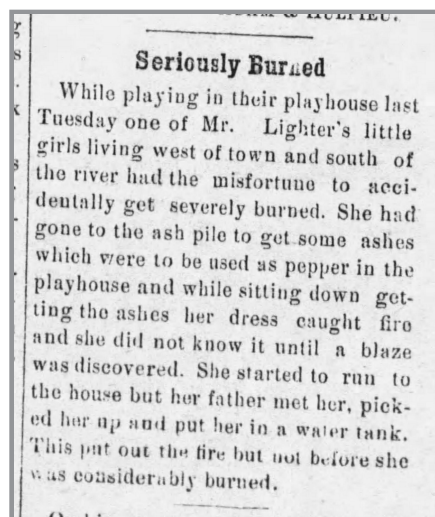 & HULFIEU.
Seriously Burned
While playing in their playhouse last
Tuesday one of Mr. Lighter's little
girls living west of town and south of
the river had the misfortune to acci-
dentally get severely burned. She had
gone to the ash pile to get some ashes
which were to be used as pepper in the
playhouse and while sitting down get-
ting the ashes her dress caught fire
and she did not know it until a blaze
was discovered. She started to run to
the house but her father met her, pick-
ed her up and put her in a water tank.
This put out the fire but not before she
was considerably burned.